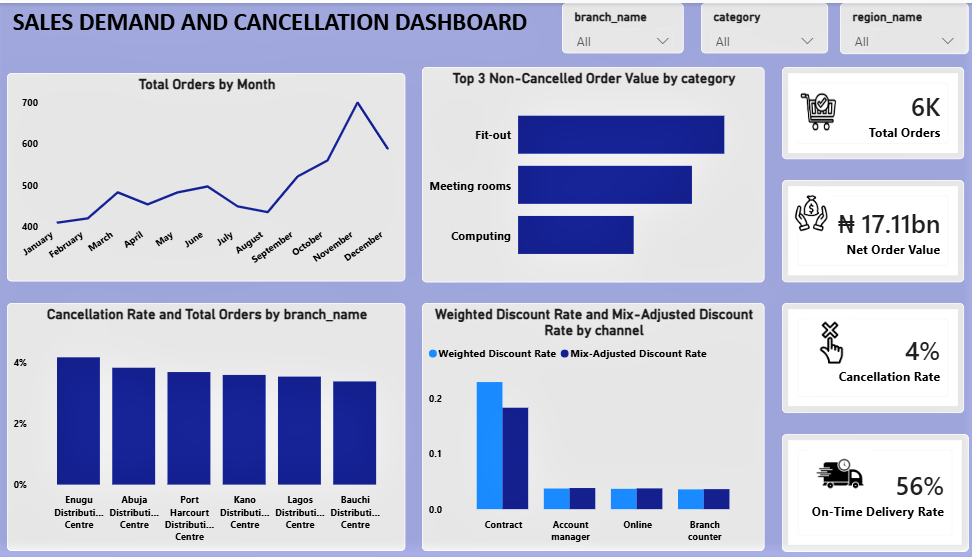 SALES DEMAND AND CANCELLATION DASHBOARD
branch_name
All
category
All
region_name
All
Total Orders by Month
700
600
500
400
January
February
March
April
May
June
July
August
September
October
November
December
Top 3 Non-Cancelled Order Value by category
Fit-out
Meeting rooms
Computing
6K
Total Orders
₦ 17.11bn
Net Order Value
Cancellation Rate and Total Orders by branch_name
4%
2%
0%
Enugu
Distributi...
Centre
Abuja
Distributi...
Centre
Port
Harcourt
Distributi...
Centre
Kano
Distributi...
Centre
Lagos
Distributi...
Centre
Bauchi
Distributi...
Centre
Weighted Discount Rate and Mix-Adjusted Discount
Rate by channel
Weighted Discount Rate
Mix-Adjusted Discount Rate
0.2
0.1
0.0
Contract
Account
manager
Online
Branch
counter
4%
Cancellation Rate
56%
On-Time Delivery Rate